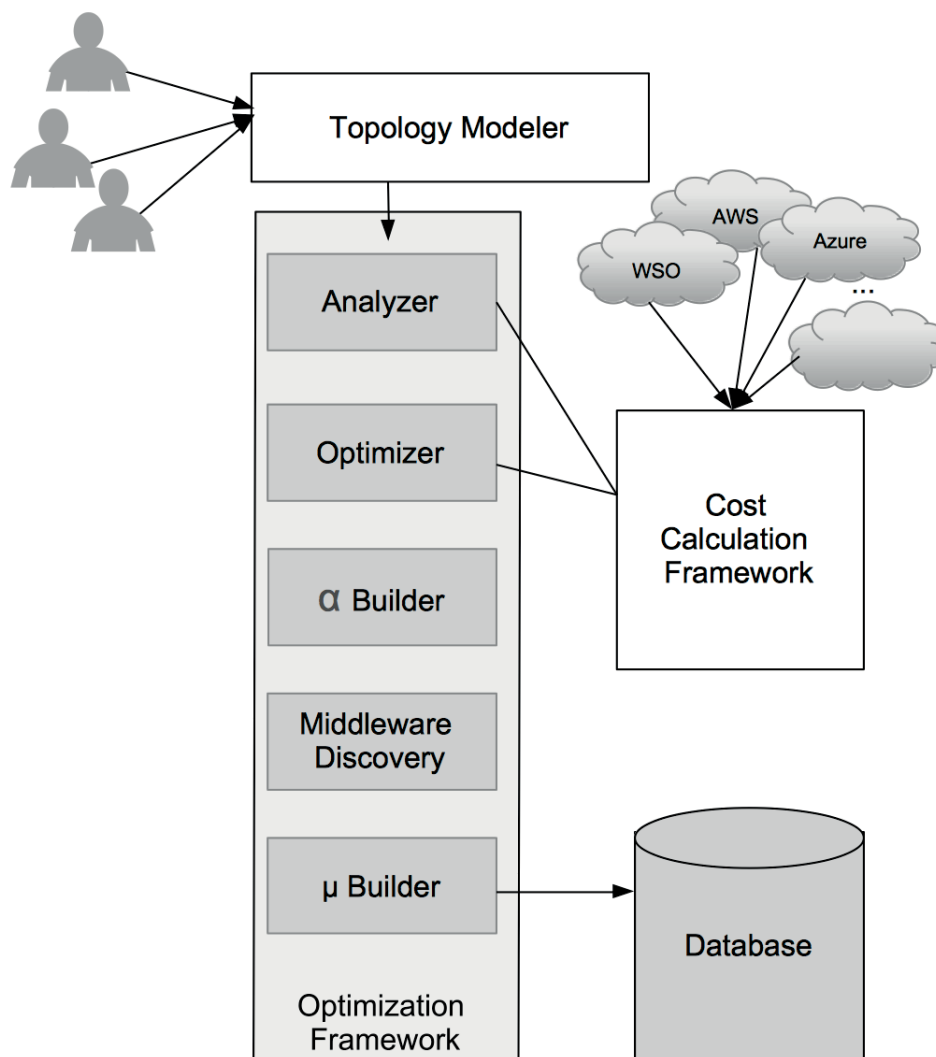 Topology Modeler
AWS
Azure
WSO
...
Analyzer
Optimizer
Cost
Calculation
Framework
α Builder
Middleware
Discovery
μ Builder
Database
Optimization
Framework